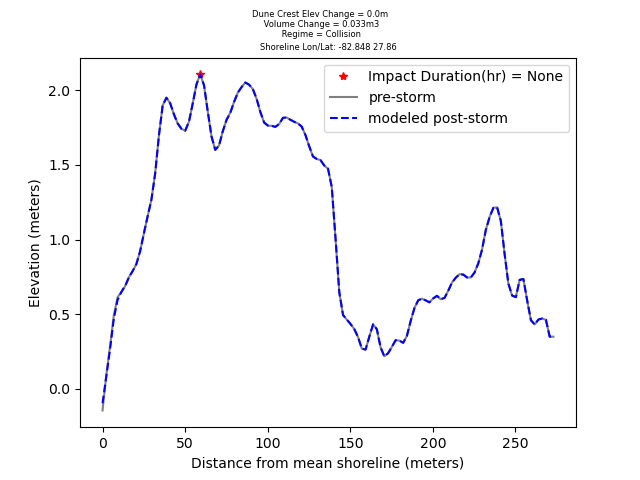 Dune Crest Elev Change = 0.0m
Volume Change = 0.033m3
Regime = Collision
Shoreline Lon/Lat: -82.848 27.86
Impact Duration(hr) = None
pre-storm
modeled post-storm
Elevation (meters)
2.0
1.5
1.0
0.5
0.0
0 50 100 150 200 250
Distance from mean shoreline (meters)